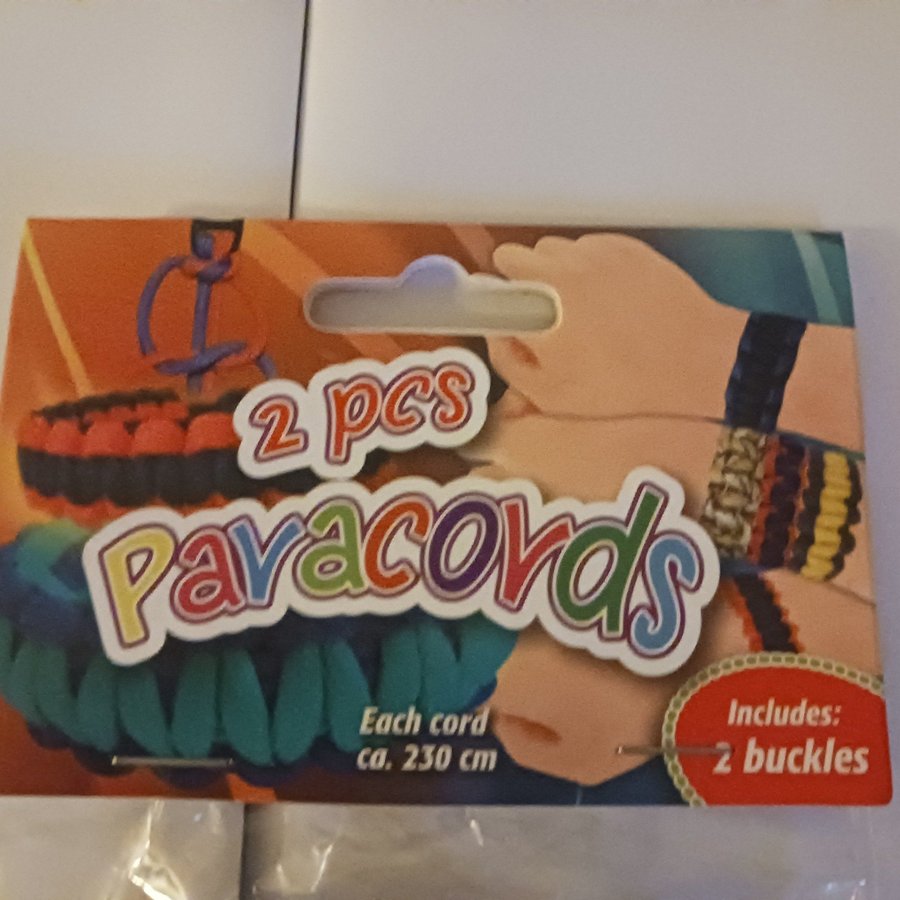 2 pcs
Paracords
Each cord
ca. 230 cm
Includes:
2 buckles